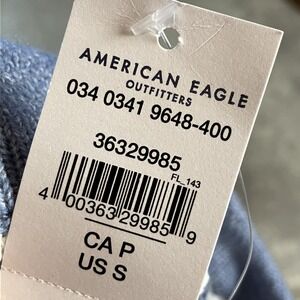 AMERICAN EAGLE
OUTFITTERS
034 0341 9648-400
36329985
FL_143
4 00363 29985 9
CA P
US S